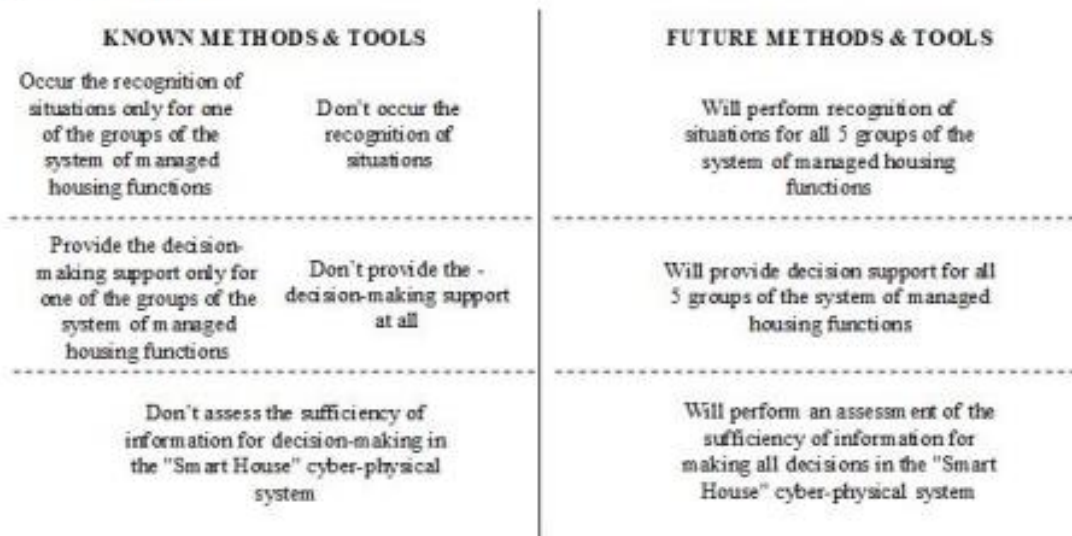 KNOWN METHODS & TOOLS
Occur the recognition of
situations only for one
of the groups of the
system of managed
housing functions
Don't occur the
recognition of
situations
Provide the decision-
making support only for
one of the groups of the
system of managed
housing functions
Don't provide the -
decision-making support
at all
Don't assess the sufficiency of
information for decision-making in
the "Smart House" cyber-physical
system
FUTURE METHODS & TOOLS
Will perform recognition of
situations for all 5 groups of the
system of managed housing
functions
Will provide decision support for all
5 groups of the system of managed
housing functions
Will perform an assessment of the
sufficiency of information for
making all decisions in the "Smart
House" cyber-physical system